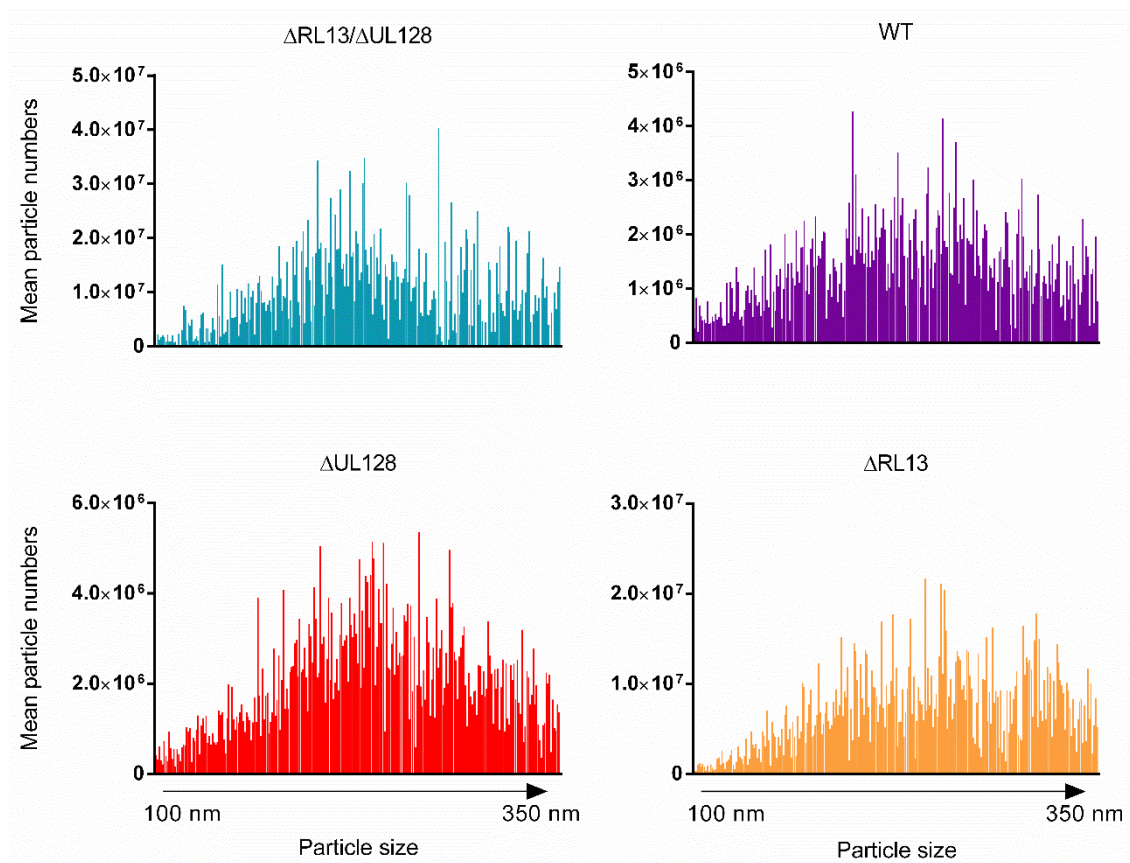 ΔRL13/ΔUL128
Mean particle numbers
5.0×10⁷
4.0×10⁷
3.0×10⁷
2.0×10⁷
1.0×10⁷
0
WT
5×10⁶
4×10⁶
3×10⁶
2×10⁶
1×10⁶
0
ΔUL128
Mean particle numbers
6.0×10⁶
4.0×10⁶
2.0×10⁶
0
100 nm
350 nm
Particle size
ΔRL13
3.0×10⁷
2.0×10⁷
1.0×10⁷
0
100 nm
350 nm
Particle size